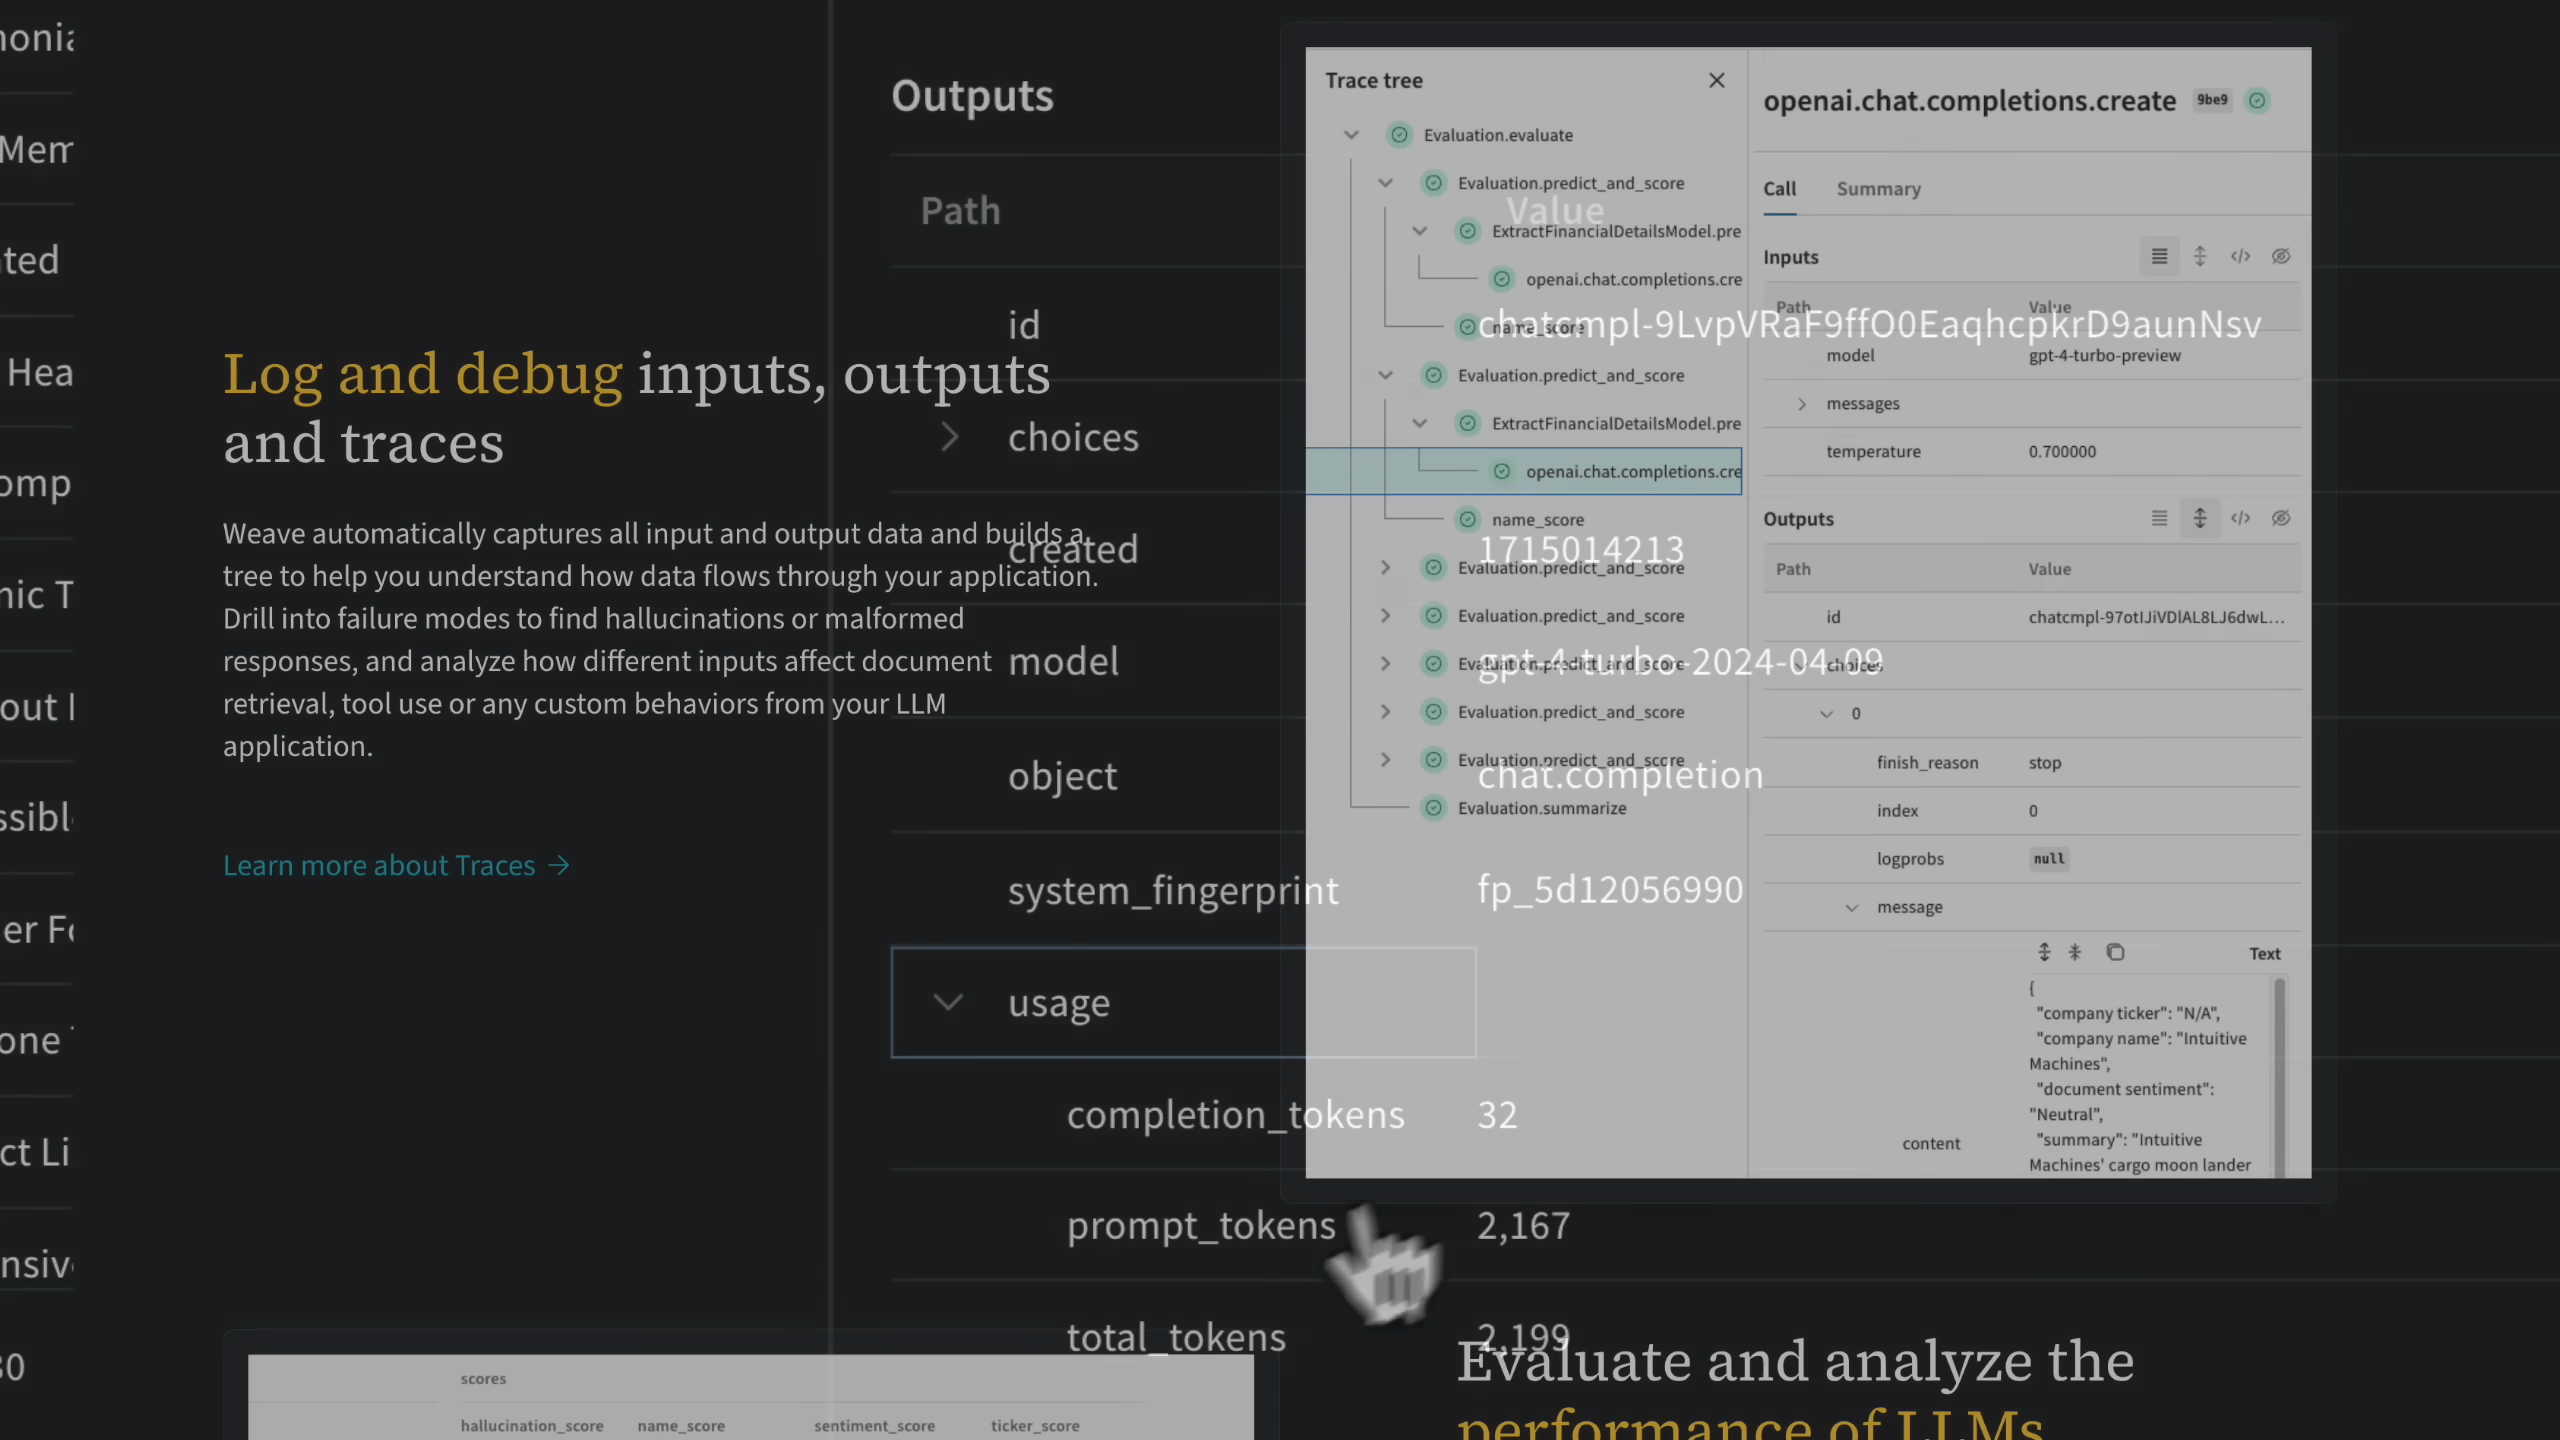 Log and debug inputs, outputs
and traces
Weave automatically captures all input and output data and builds a
tree to help you understand how data flows through your application.
Drill into failure modes to find hallucinations or malformed
responses, and analyze how different inputs affect document
retrieval, tool use or any custom behaviors from your LLM
application.
Learn more about Traces →
Outputs
Path Value
id chatcmpl-9LvpVRaF9ffO0EaqhcpkrD9aunNsv
choices
created 1715014213
model gpt-4-turbo-2024-04-09
object chat.completion
system_fingerprint fp_5d12056990
usage
completion_tokens 32
prompt_tokens 2,167
total_tokens 2,199
Trace tree
Evaluation.evaluate
Evaluation.predict_and_score
ExtractFinancialDetailsModel.pre
openai.chat.completions.cre
name_score
Evaluation.predict_and_score
ExtractFinancialDetailsModel.pre
openai.chat.completions.cre
name_score
Evaluation.predict_and_score
Evaluation.predict_and_score
Evaluation.predict_and_score
Evaluation.predict_and_score
Evaluation.predict_and_score
Evaluation.summarize
openai.chat.completions.create 9be9
Call Summary
Inputs
Path Value
model gpt-4-turbo-preview
messages
temperature 0.700000
Outputs
Path Value
id
choices
0
finish_reason stop
index 0
logprobs null
message
Text
content
{
"company ticker": "N/A",
"company name": "Intuitive
Machines",
"document sentiment":
"Neutral",
"summary": "Intuitive
Machines' cargo moon lander
scores
hallucination_score name_score sentiment_score ticker_score
Evaluate and analyze the
performance of LLMs